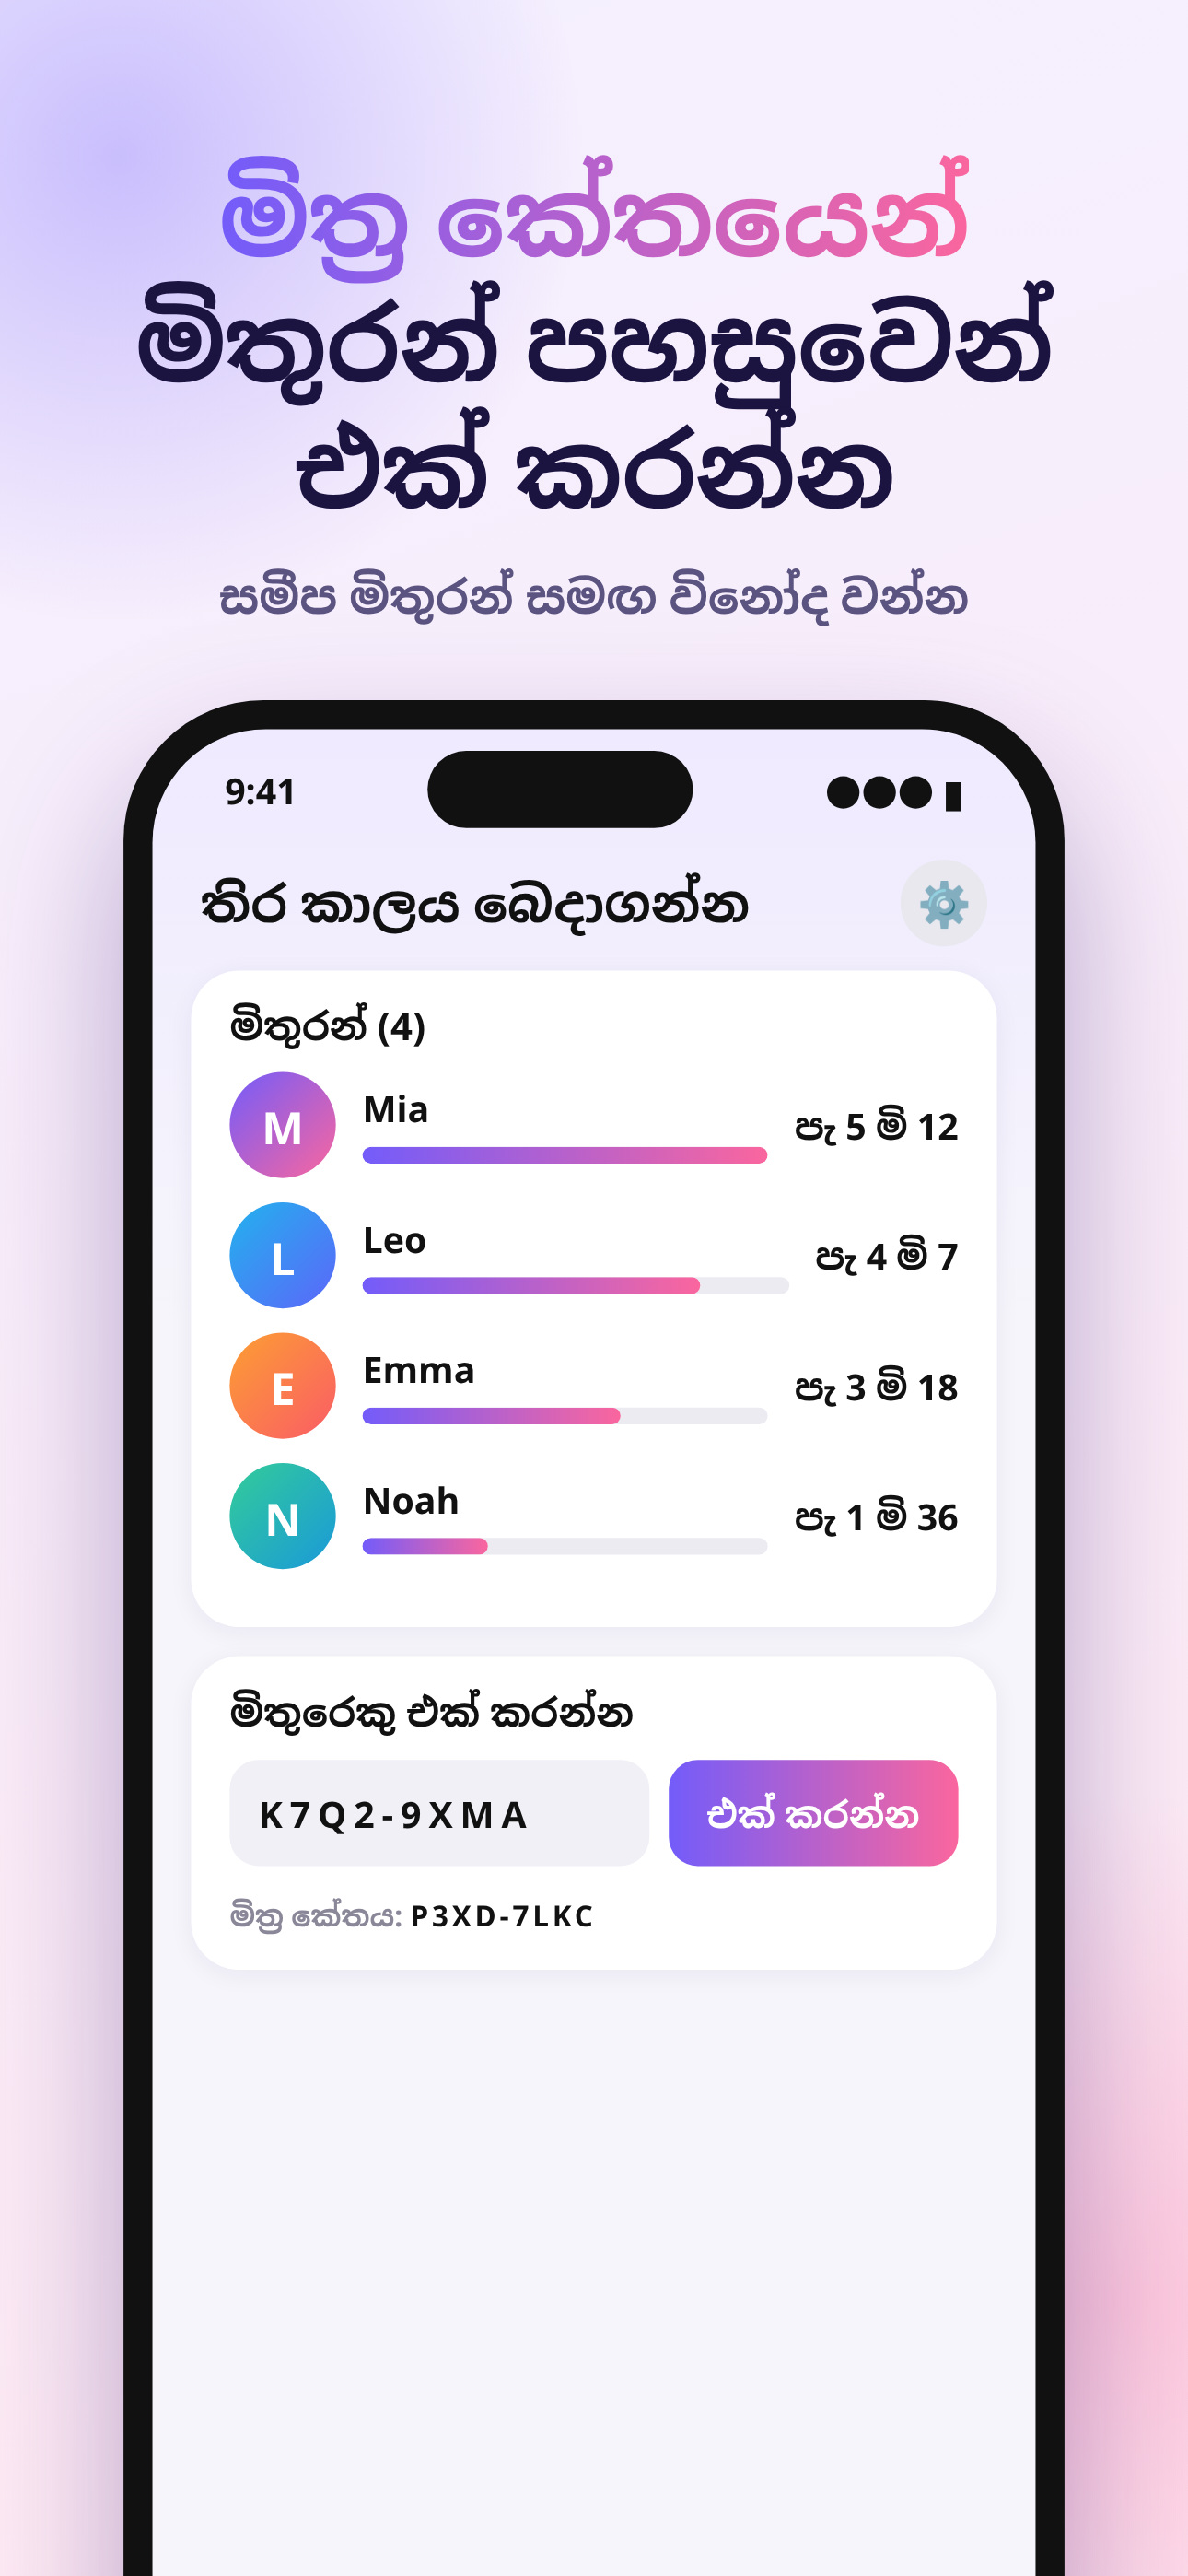 මිත්‍ර කේතයෙන්
මිතුරන් පහසුවෙන්
එක් කරන්න
සමීප මිතුරන් සමඟ විනෝද වන්න
9:41
තිර කාලය බෙදාගන්න
මිතුරන් (4)
M
Mia
පැ 5 මි 12
L
Leo
පැ 4 මි 7
E
Emma
පැ 3 මි 18
N
Noah
පැ 1 මි 36
මිතුරෙකු එක් කරන්න
K7Q2-9XMA
එක් කරන්න
මිත්‍ර කේතය: P3XD-7LKC